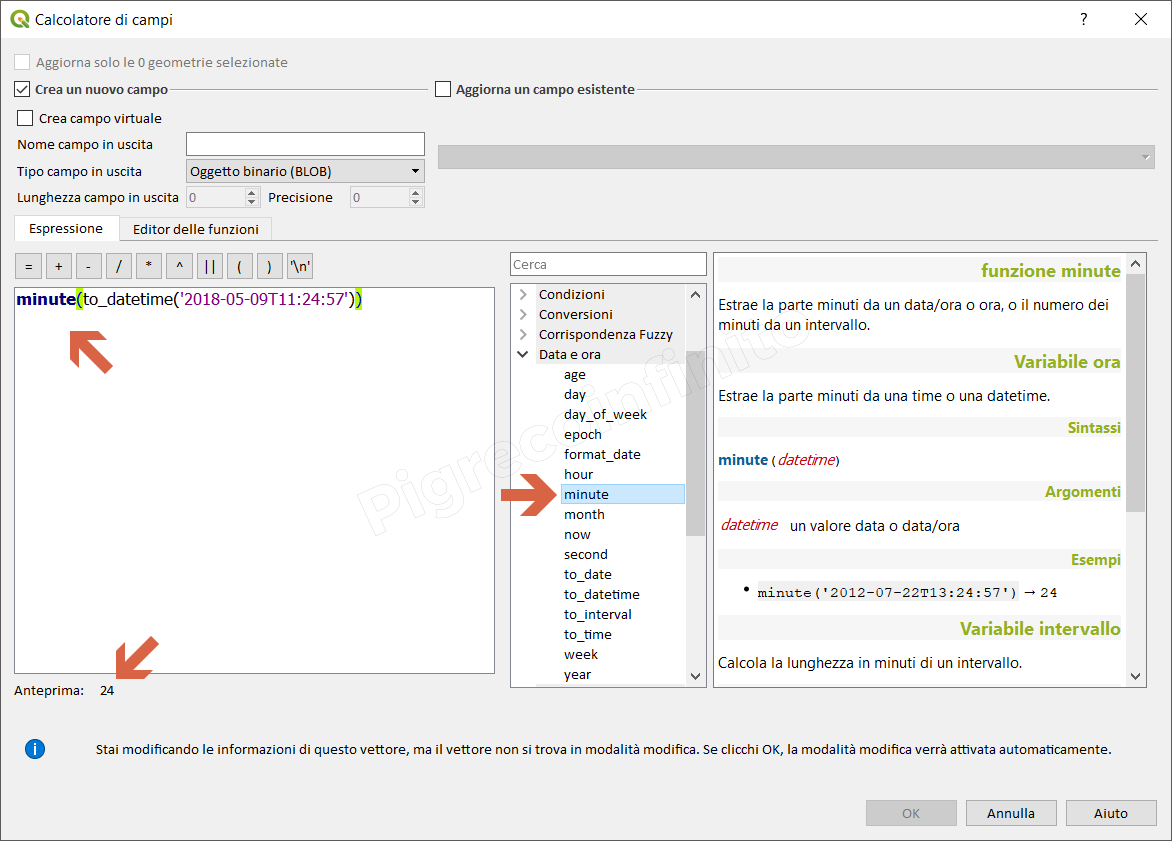 Calcolatore di campi
?
Aggiorna solo le 0 geometrie selezionate
Crea un nuovo campo
Aggiorna un campo esistente
Crea campo virtuale
Nome campo in uscita
Tipo campo in uscita
Oggetto binario (BLOB)
Lunghezza campo in uscita 0 Precisione 0
Espressione
Editor delle funzioni
= + - / * ^ || ( ) '\n'
minute(to_datetime('2018-05-09T11:24:57'))
Anteprima: 24
Cerca
Condizioni
Conversioni
Corrispondenza Fuzzy
Data e ora
age
day
day_of_week
epoch
format_date
hour
minute
month
now
second
to_date
to_datetime
to_interval
to_time
week
year
funzione minute
Estrae la parte minuti da un data/ora o ora, o il numero dei
minuti da un intervallo.
Variabile ora
Estrae la parte minuti da una time o una datetime.
Sintassi
minute (datetime)
Argomenti
datetime un valore data o data/ora
Esempi
• minute('2012-07-22T13:24:57') → 24
Variabile intervallo
Calcola la lunghezza in minuti di un intervallo.
Pigrecoinfinito
Stai modificando le informazioni di questo vettore, ma il vettore non si trova in modalità modifica. Se clicchi OK, la modalità modifica verrà attivata automaticamente.
OK
Annulla
Aiuto